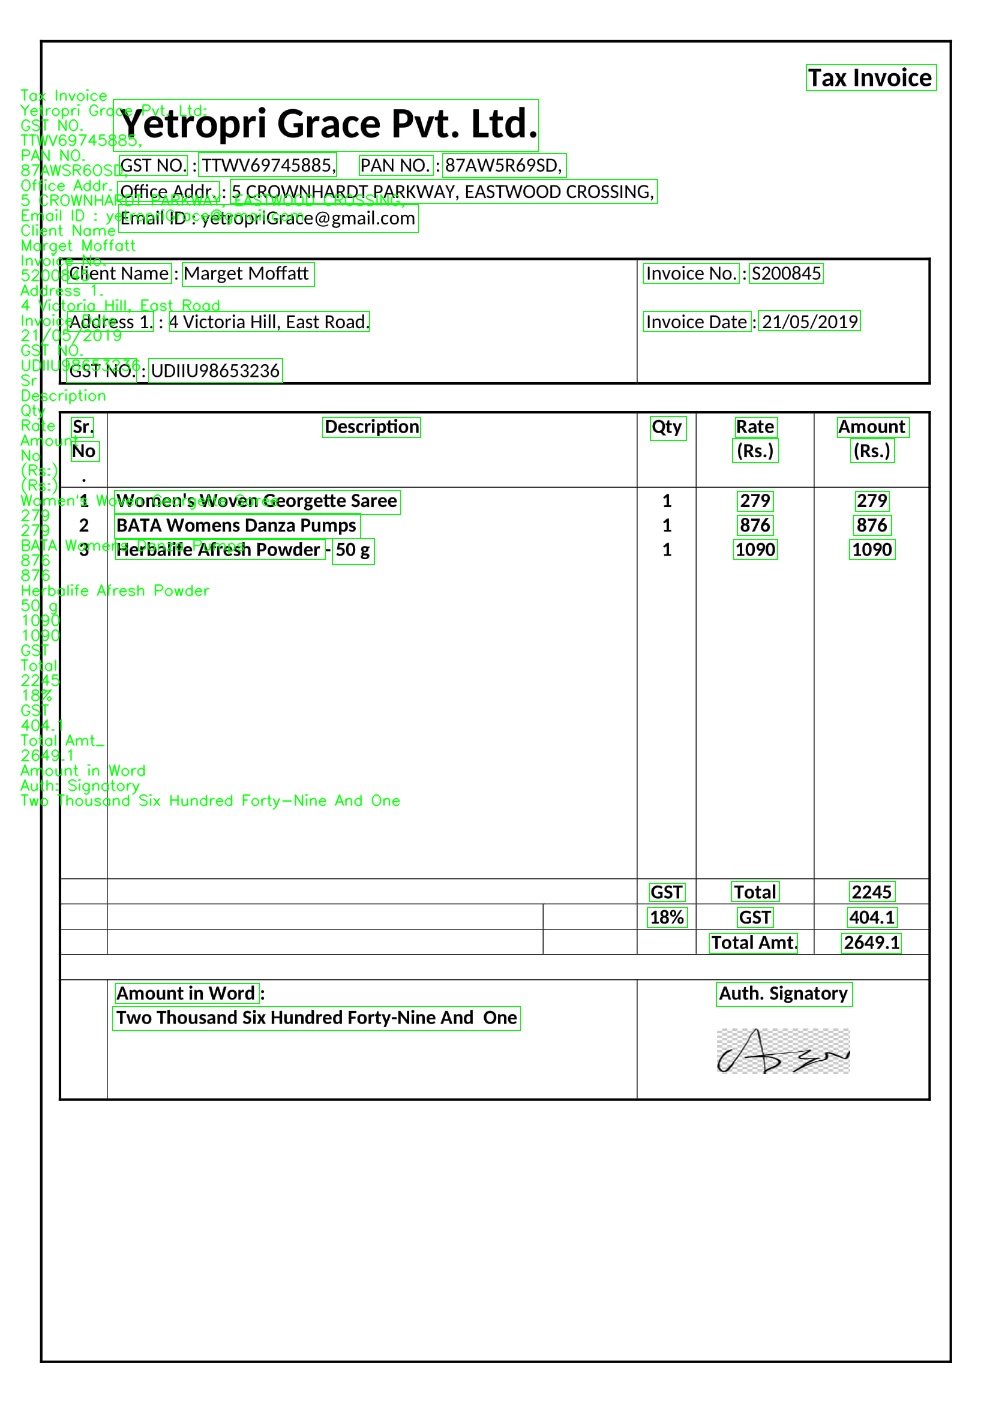 Tax Invoice
Yetropri Grace Pvt. Ltd.
GST NO. : TTWV69745885, PAN NO. : 87AW5R69SD,
Office Addr. : 5 CROWNHARDT PARKWAY, EASTWOOD CROSSING,
Email ID : yetropriGrace@gmail.com
Client Name : Marget Moffatt
Invoice No. : S200845
Address 1. : 4 Victoria Hill, East Road.
Invoice Date : 21/05/2019
GST NO. : UDIIU98653236
Sr. No . Description Qty Rate (Rs.) Amount (Rs.)
1 Women's Woven Georgette Saree 1 279 279
2 BATA Womens Danza Pumps 1 876 876
3 Herbalife Afresh Powder - 50 g 1 1090 1090
GST Total 2245
18% GST 404.1
Total Amt. 2649.1
Amount in Word :
Two Thousand Six Hundred Forty-Nine And One
Auth. Signatory
Tax Invoice
Yetropri Grace Pvt. Ltd:
GST NO.
TTWV69745885,
PAN NO.
87AWSR6OSD,
Office Addr.
5 CROWNHARDT PARKWAY, EASTWOOD CROSSING,
Email ID : yetropriGrace@gmail.com
Client Name
Marget Moffatt
Invoice No.
5200845
Address 1.
4 Victoria Hill, East Road
Invoice Date
21/05/2019
GST NO.
UDIIU98653236
Sr
Description
Qty
Rate
Amount
No
(Rs:)
(Rs:)
Women's Woven Georgette Saree
279
279
BATA Womens Danza Pumps
876
876
Herbalife Afresh Powder
50 g
1090
1090
GST
Total
2245
18%
GST
404.1
Total Amt_
2649.1
Amount in Word
Auth: Signatory
Two Thousand Six Hundred Forty-Nine And One